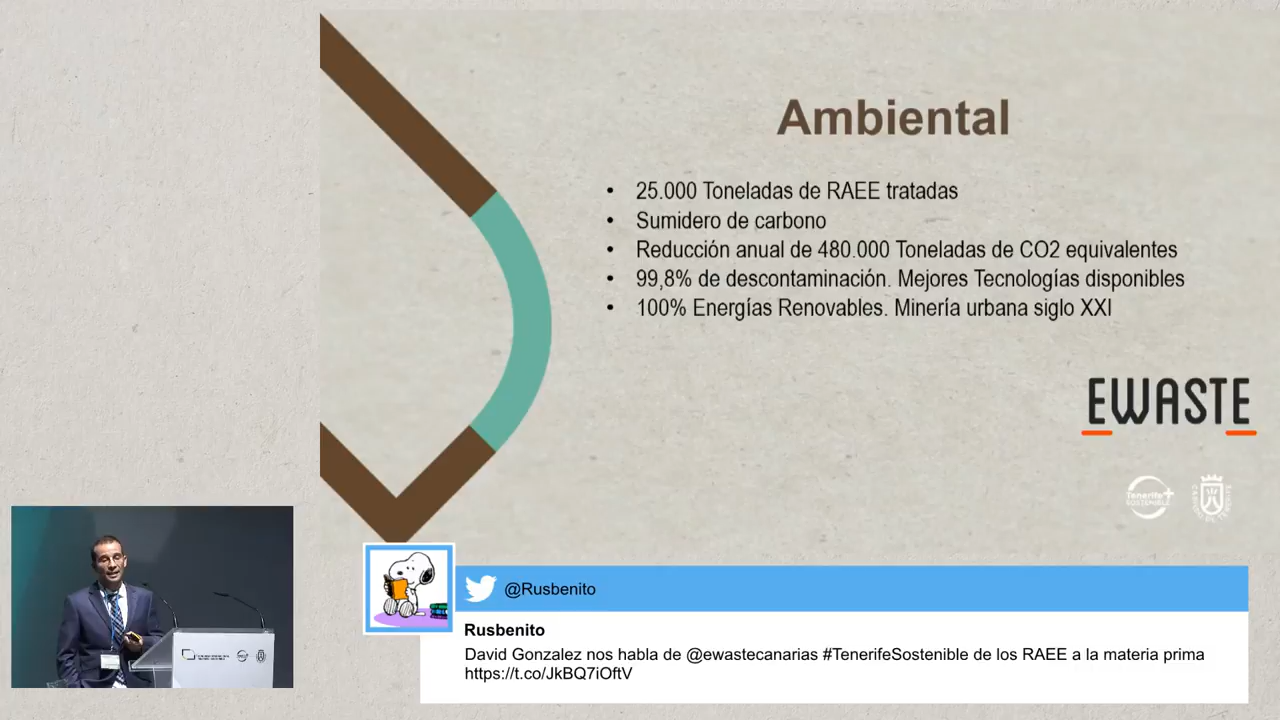 Ambiental
• 25.000 Toneladas de RAEE tratadas
• Sumidero de carbono
• Reducción anual de 480.000 Toneladas de CO2 equivalentes
• 99,8% de descontaminación. Mejores Tecnologías disponibles
• 100% Energías Renovables. Minería urbana siglo XXI
EWASTE
Tenerife+
SOSTENIBLE
@Rusbenito
Rusbenito
David Gonzalez nos habla de @ewastecanarias #TenerifeSostenible de los RAEE a la materia prima
https://t.co/JkBQ7iOftV